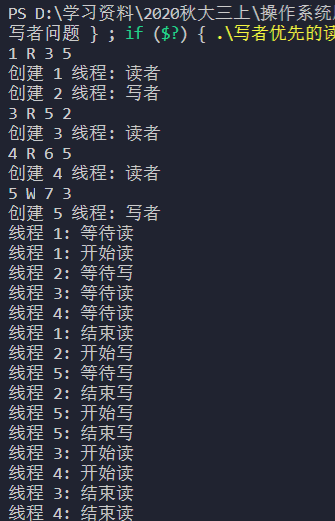 PS D:\学习资料\2020秋大三上\操作系统
写者问题 } ; if ($?) { .\写者优先的读
1 R 3 5
创建 1 线程: 读者
创建 2 线程: 写者
3 R 5 2
创建 3 线程: 读者
4 R 6 5
创建 4 线程: 读者
5 W 7 3
创建 5 线程: 写者
线程 1: 等待读
线程 1: 开始读
线程 2: 等待写
线程 3: 等待读
线程 4: 等待读
线程 1: 结束读
线程 2: 开始写
线程 5: 等待写
线程 2: 结束写
线程 5: 开始写
线程 5: 结束写
线程 3: 开始读
线程 4: 开始读
线程 3: 结束读
线程 4: 结束读